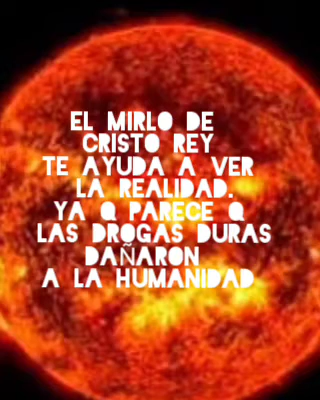 EL MIRLO DE
CRISTO REY
TE AYUDA A VER
LA REALIDAD.
YA Q PARECE Q
LAS DROGAS DURAS
DAÑARON
A LA HUMANIDAD